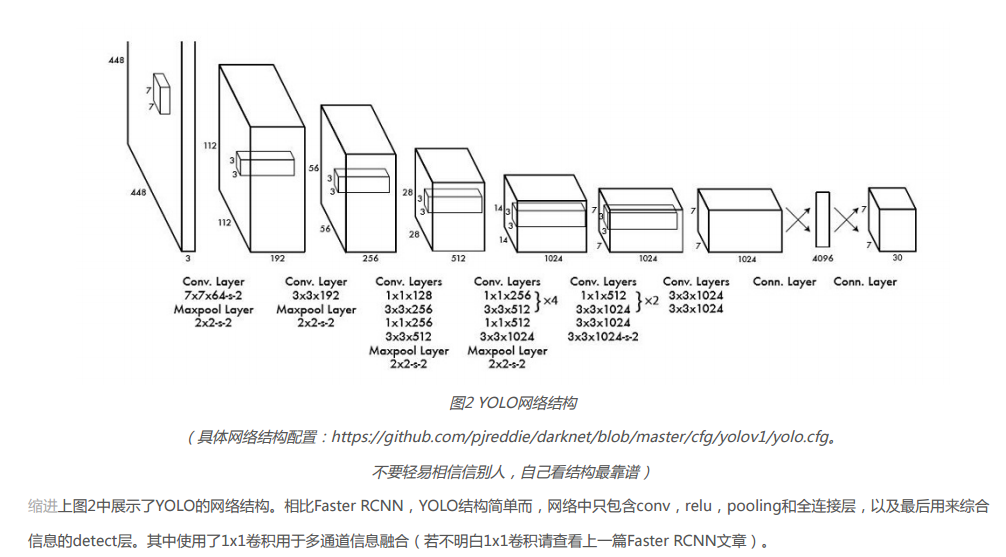 448
7
7
448
3
112
3
3
112
192
56
3
3
56
256
28
3
3
28
512
14
3
3
14
1024
7
3
3
7
1024
7
7
1024
4096
7
7
30
Conv. Layer
7x7x64-s-2
Maxpool Layer
2x2-s-2
Conv. Layer
3x3x192
Maxpool Layer
2x2-s-2
Conv. Layers
1x1x128
3x3x256
1x1x256
3x3x512
Maxpool Layer
2x2-s-2
Conv. Layers
1x1x256
3x3x512
}×4
1x1x512
3x3x1024
Maxpool Layer
2x2-s-2
Conv. Layers
1x1x512
3x3x1024
}×2
3x3x1024
3x3x1024-s-2
Conv. Layers
3x3x1024
3x3x1024
Conn. Layer
Conn. Layer
图2 YOLO网络结构
（具体网络结构配置：https://github.com/pjreddie/darknet/blob/master/cfg/yolov1/yolo.cfg。
不要轻易相信信别人，自己看结构最靠谱）
缩进上图2中展示了YOLO的网络结构。相比Faster RCNN，YOLO结构简单而，网络中只包含conv，relu，pooling和全连接层，以及最后用来综合
信息的detect层。其中使用了1x1卷积用于多通道信息融合（若不明白1x1卷积请查看上一篇Faster RCNN文章）。